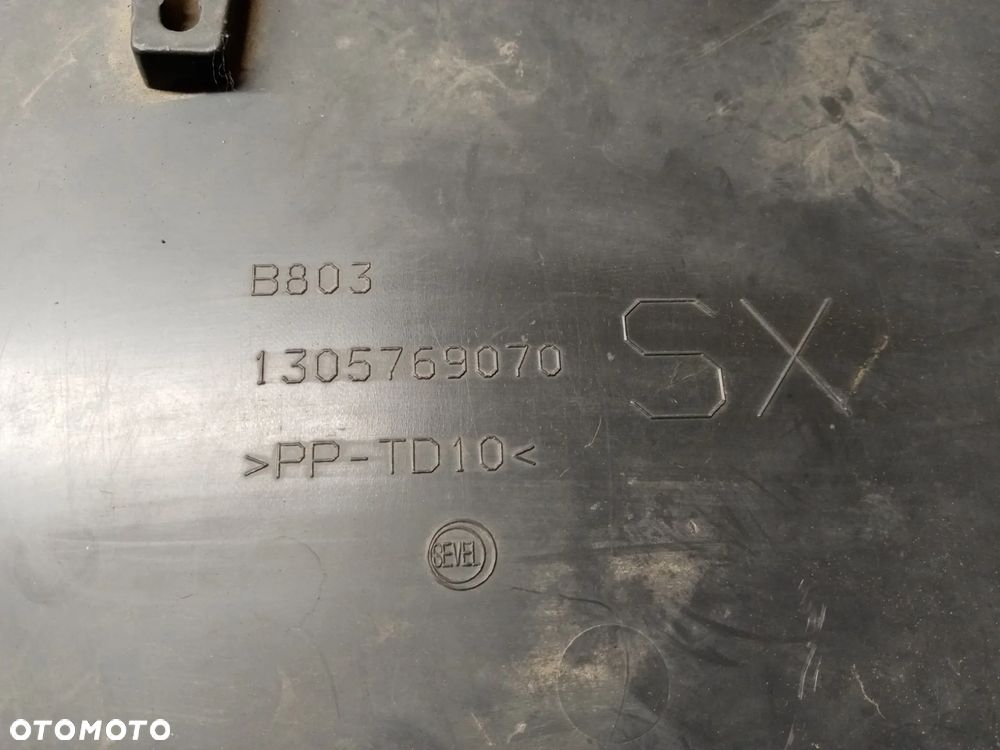 B803
1305769070
>PP-TD10<
SX
SEVEL
OTOMOTO